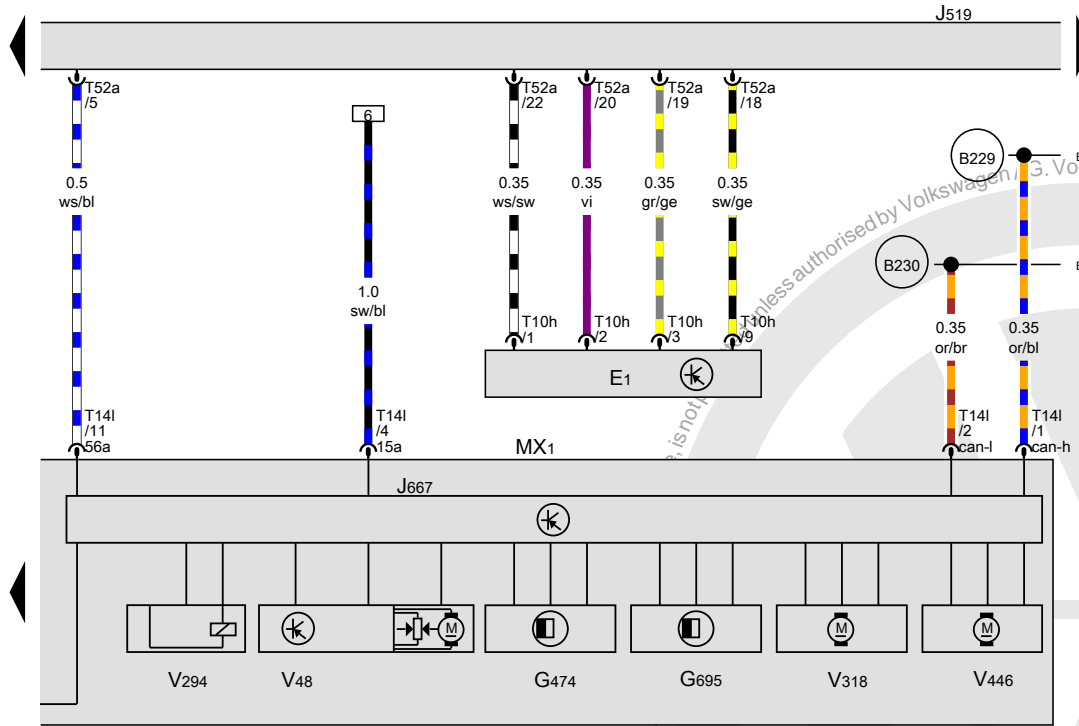 J519
T52a
/5
T52a
/22
T52a
/20
T52a
/19
T52a
/18
6
B229
B230
0.5
ws/bl
0.35
ws/sw
0.35
vi
0.35
gr/ge
0.35
sw/ge
1.0
sw/bl
0.35
or/br
0.35
or/bl
T10h
/1
T10h
/2
T10h
/3
T10h
/9
E1
T14l
/11
56a
T14l
/4
15a
T14l
/2
can-l
T14l
/1
can-h
MX1
J667
M
M
M
V294
V48
G474
G695
V318
V446
unless authorised by Volkswagen AG.
is not